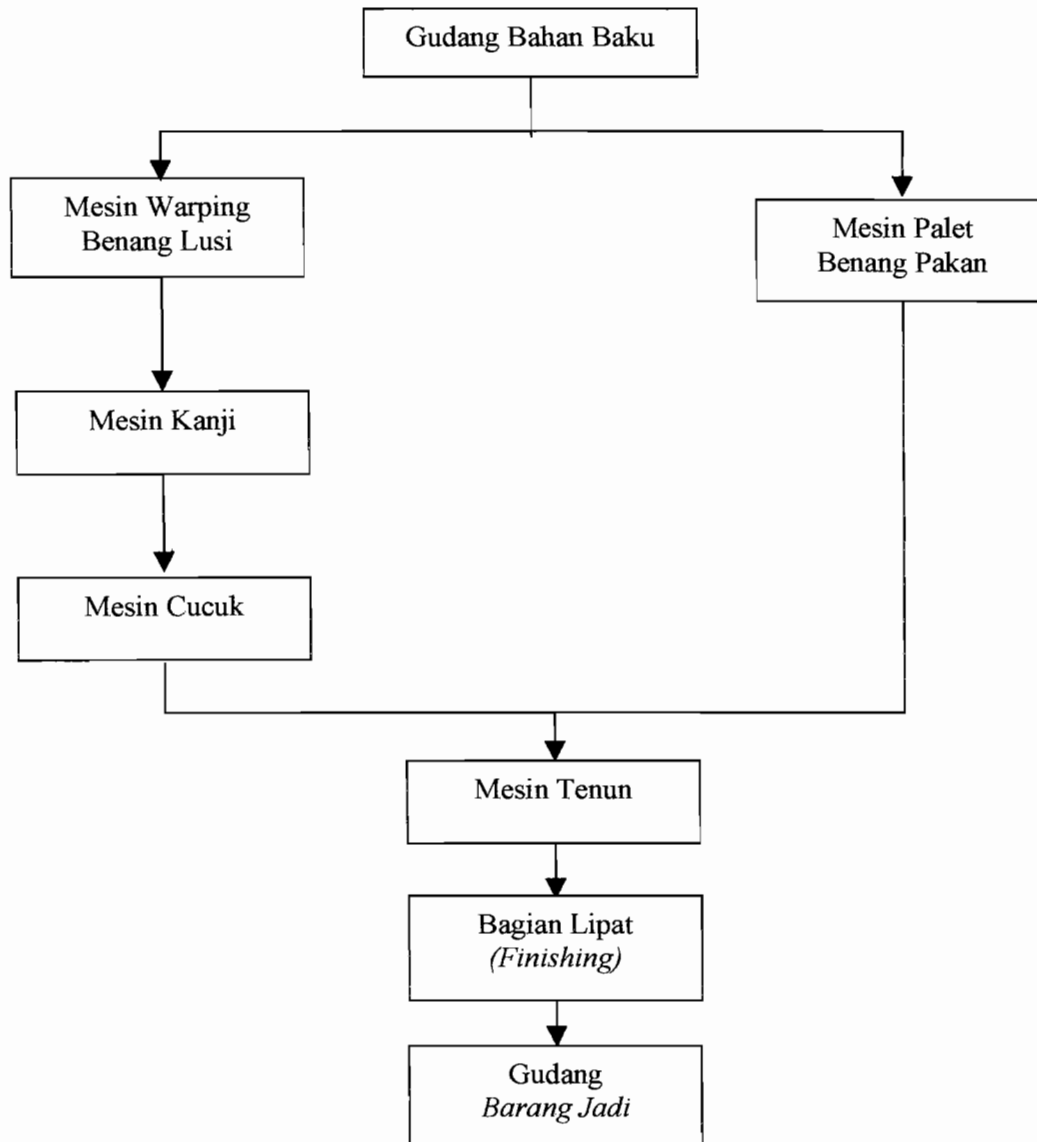 Gudang Bahan Baku
Mesin Warping
Benang Lusi
Mesin Palet
Benang Pakan
Mesin Kanji
Mesin Cucuk
Mesin Tenun
Bagian Lipat
(Finishing)
Gudang
Barang Jadi